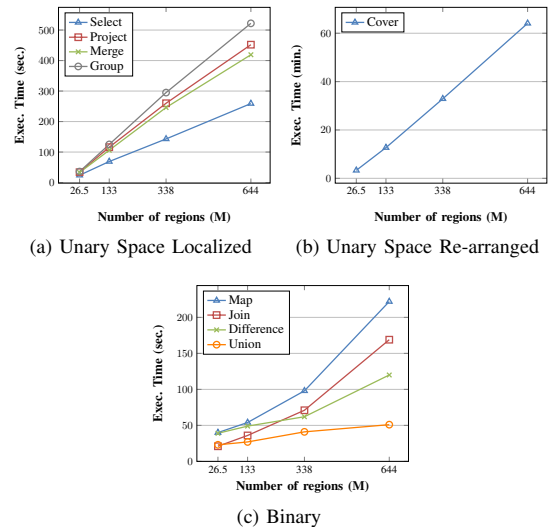 Exec. Time (sec.)
500
400
300
200
100
0
Select
Project
Merge
Group
26.5 133 338 644
Number of regions (M)
(a) Unary Space Localized
Exec. Time (min.)
60
40
20
0
Cover
26.5 133 338 644
Number of regions (M)
(b) Unary Space Re-arranged
Exec. Time (sec.)
200
150
100
50
0
Map
Join
Difference
Union
26.5 133 338 644
Number of regions (M)
(c) Binary